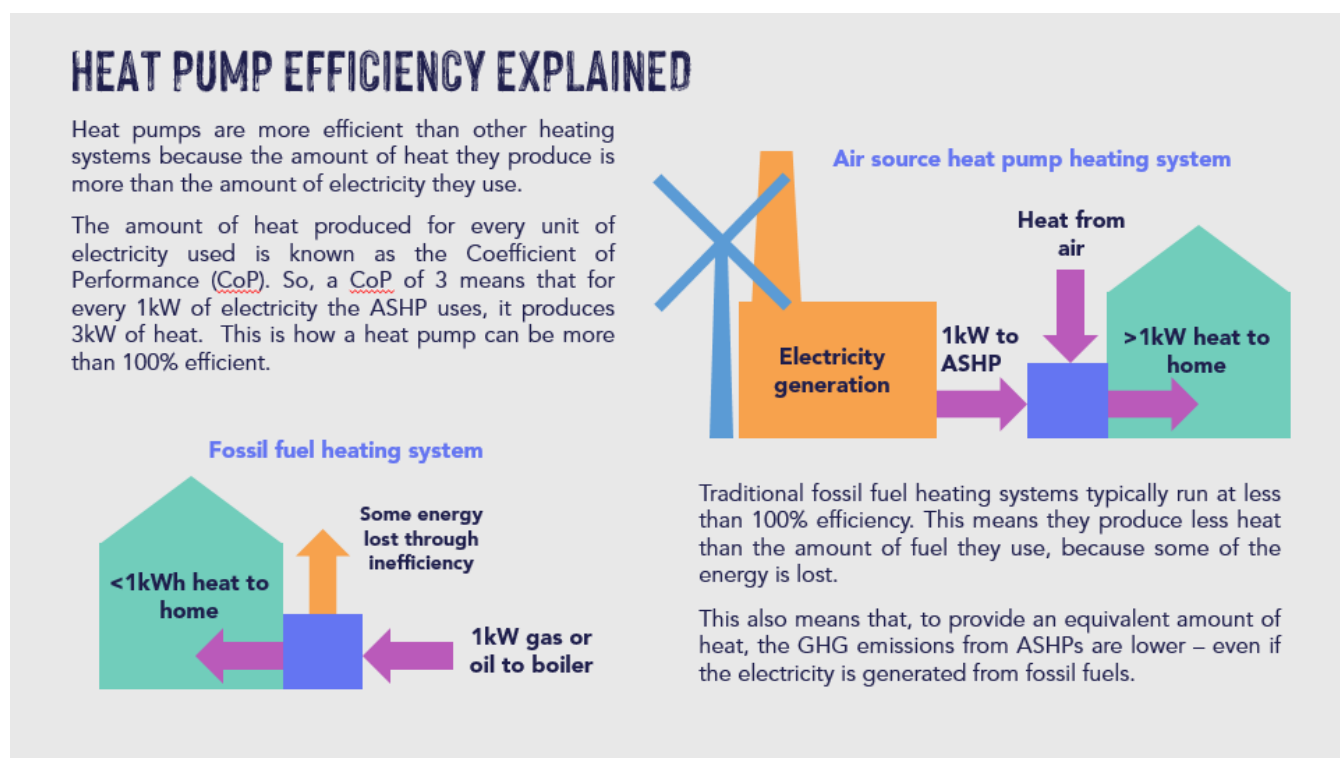 HEAT PUMP EFFICIENCY EXPLAINED
Heat pumps are more efficient than other heating
systems because the amount of heat they produce is
more than the amount of electricity they use.
The amount of heat produced for every unit of
electricity used is known as the Coefficient of
Performance (CoP). So, a CoP of 3 means that for
every 1kW of electricity the ASHP uses, it produces
3kW of heat. This is how a heat pump can be more
than 100% efficient.
Air source heat pump heating system
Heat from
air
Electricity
generation
1kW to
ASHP
>1kW heat to
home
Fossil fuel heating system
Some energy
lost through
inefficiency
<1kWh heat to
home
1kW gas or
oil to boiler
Traditional fossil fuel heating systems typically run at less
than 100% efficiency. This means they produce less heat
than the amount of fuel they use, because some of the
energy is lost.
This also means that, to provide an equivalent amount of
heat, the GHG emissions from ASHPs are lower – even if
the electricity is generated from fossil fuels.